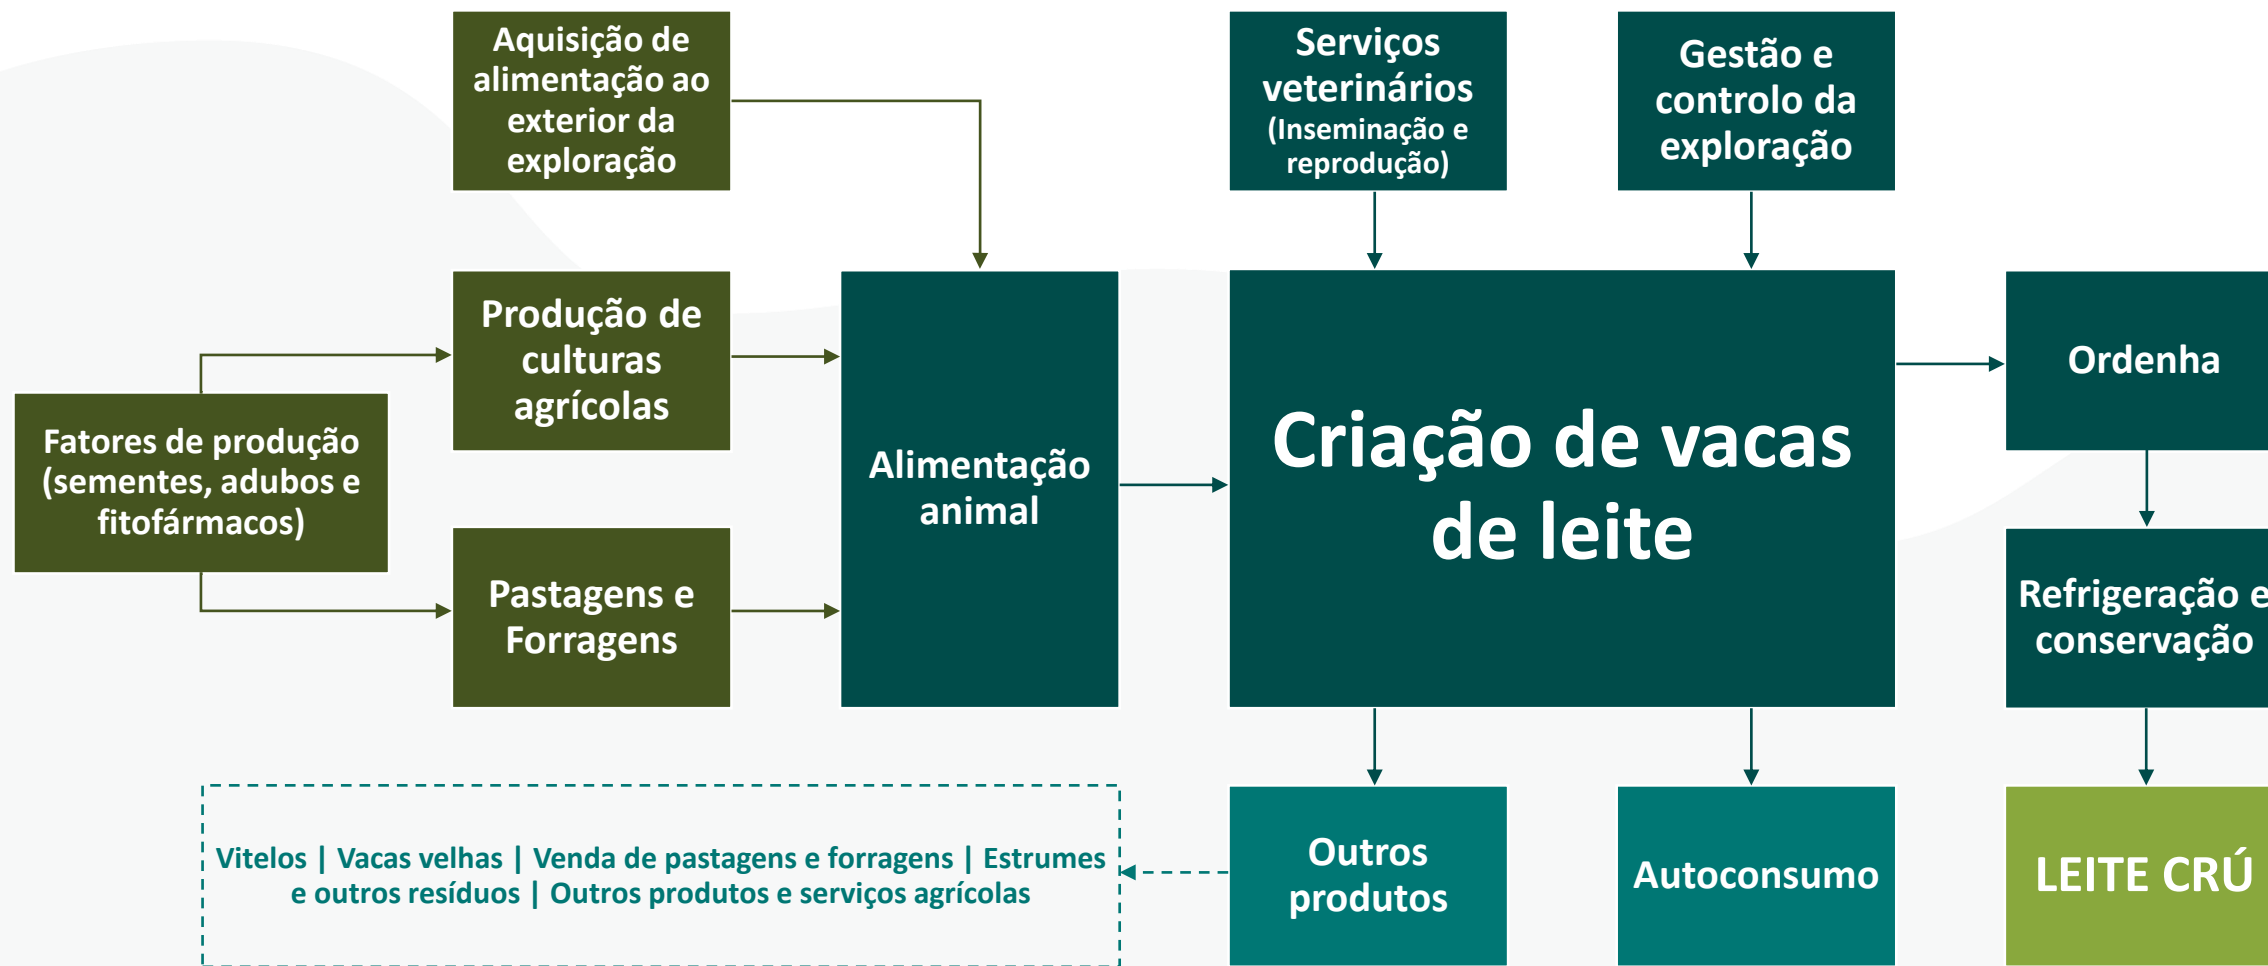 Aquisição de
alimentação ao
exterior da
exploração
Serviços
veterinários
(Inseminação e
reprodução)
Gestão e
controlo da
exploração
Fatores de produção
(sementes, adubos e
fitofármacos)
Produção de
culturas
agrícolas
Pastagens e
Forragens
Alimentação
animal
Criação de vacas
de leite
Ordenha
Refrigeração e
conservação
Vitelos | Vacas velhas | Venda de pastagens e forragens | Estrumes
e outros resíduos | Outros produtos e serviços agrícolas
Outros
produtos
Autoconsumo
LEITE CRÚ